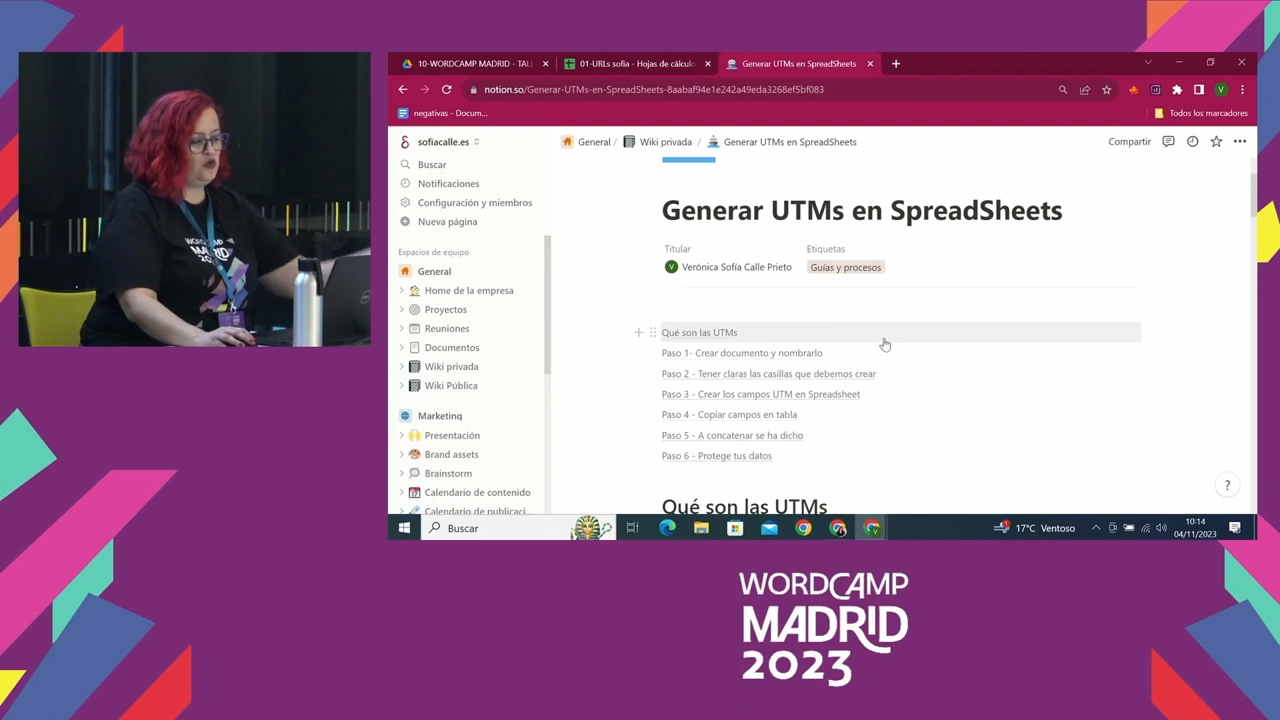 WORDCAMP
MADRID
2023
10-WORDCAMP MADRID - TAL
01-URLs sofia - Hojas de cálculo
Generar UTMs en SpreadSheets
notion.so/Generar-UTMs-en-SpreadSheets-8aabaf94e1e242a49eda3268ef5bf083
V
negativas - Docum...
Todos los marcadores
sofiacalle.es
General / Wiki privada / Generar UTMs en SpreadSheets
Compartir
Buscar
Notificaciones
Configuración y miembros
Nueva página
Espacios de equipo
General
Home de la empresa
Proyectos
Reuniones
Documentos
Wiki privada
Wiki Pública
Marketing
Presentación
Brand assets
Brainstorm
Calendario de contenido
Calendario de publicaci...
Generar UTMs en SpreadSheets
Titular
Etiquetas
V Verónica Sofía Calle Prieto
Guías y procesos
Qué son las UTMs
Paso 1- Crear documento y nombrarlo
Paso 2 - Tener claras las casillas que debemos crear
Paso 3 - Crear los campos UTM en Spreadsheet
Paso 4 - Copiar campos en tabla
Paso 5 - A concatenar se ha dicho
Paso 6 - Protege tus datos
Qué son las UTMs
?
Buscar
17°C Ventoso
10:14
04/11/2023
WORDCAMP
MADRID
2023